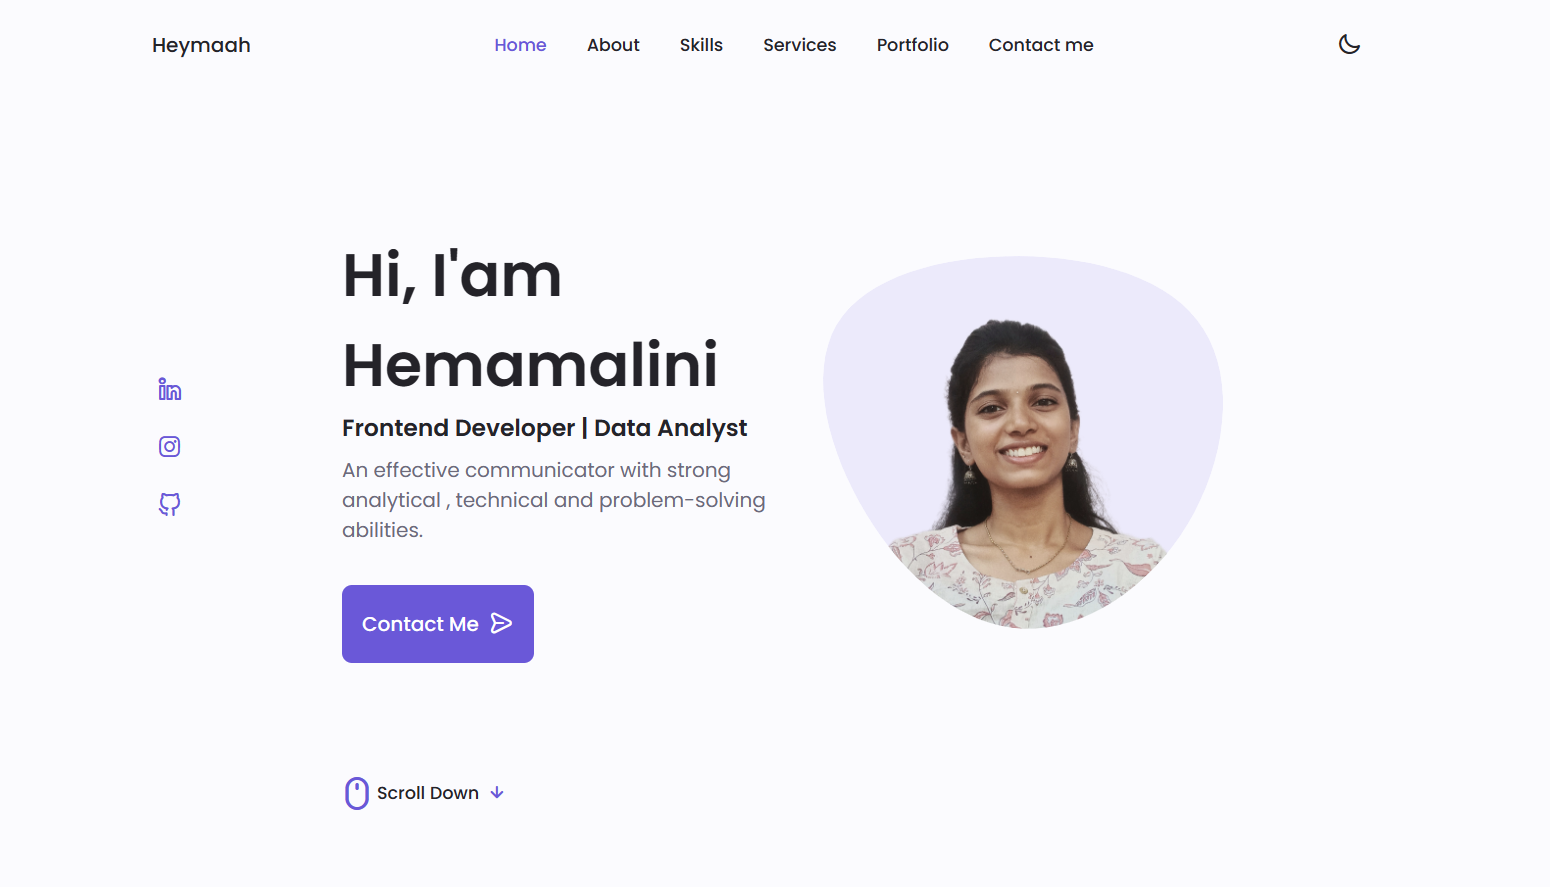 Heymaah
Home About Skills Services Portfolio Contact me
Hi, I'am
Hemamalini
Frontend Developer | Data Analyst
An effective communicator with strong
analytical , technical and problem-solving
abilities.
Contact Me
Scroll Down